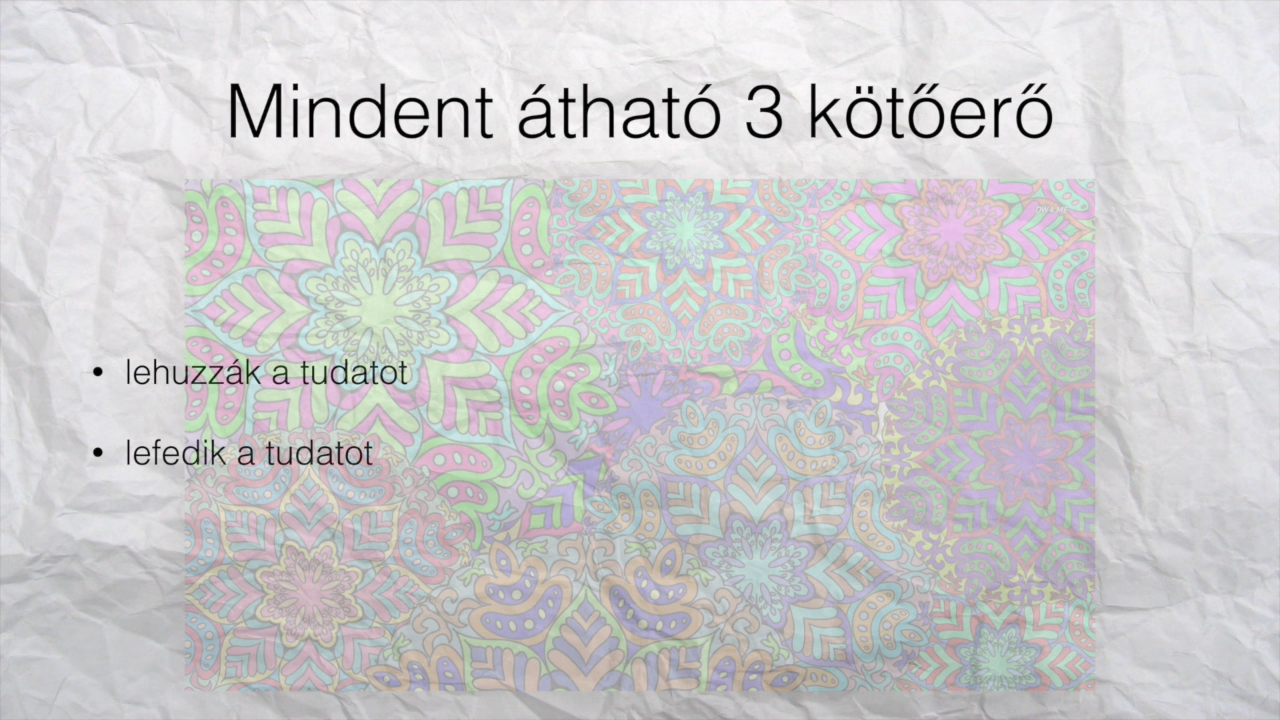 Mindent átható 3 kötőerő
• lehuzzák a tudatot
• lefedik a tudatot